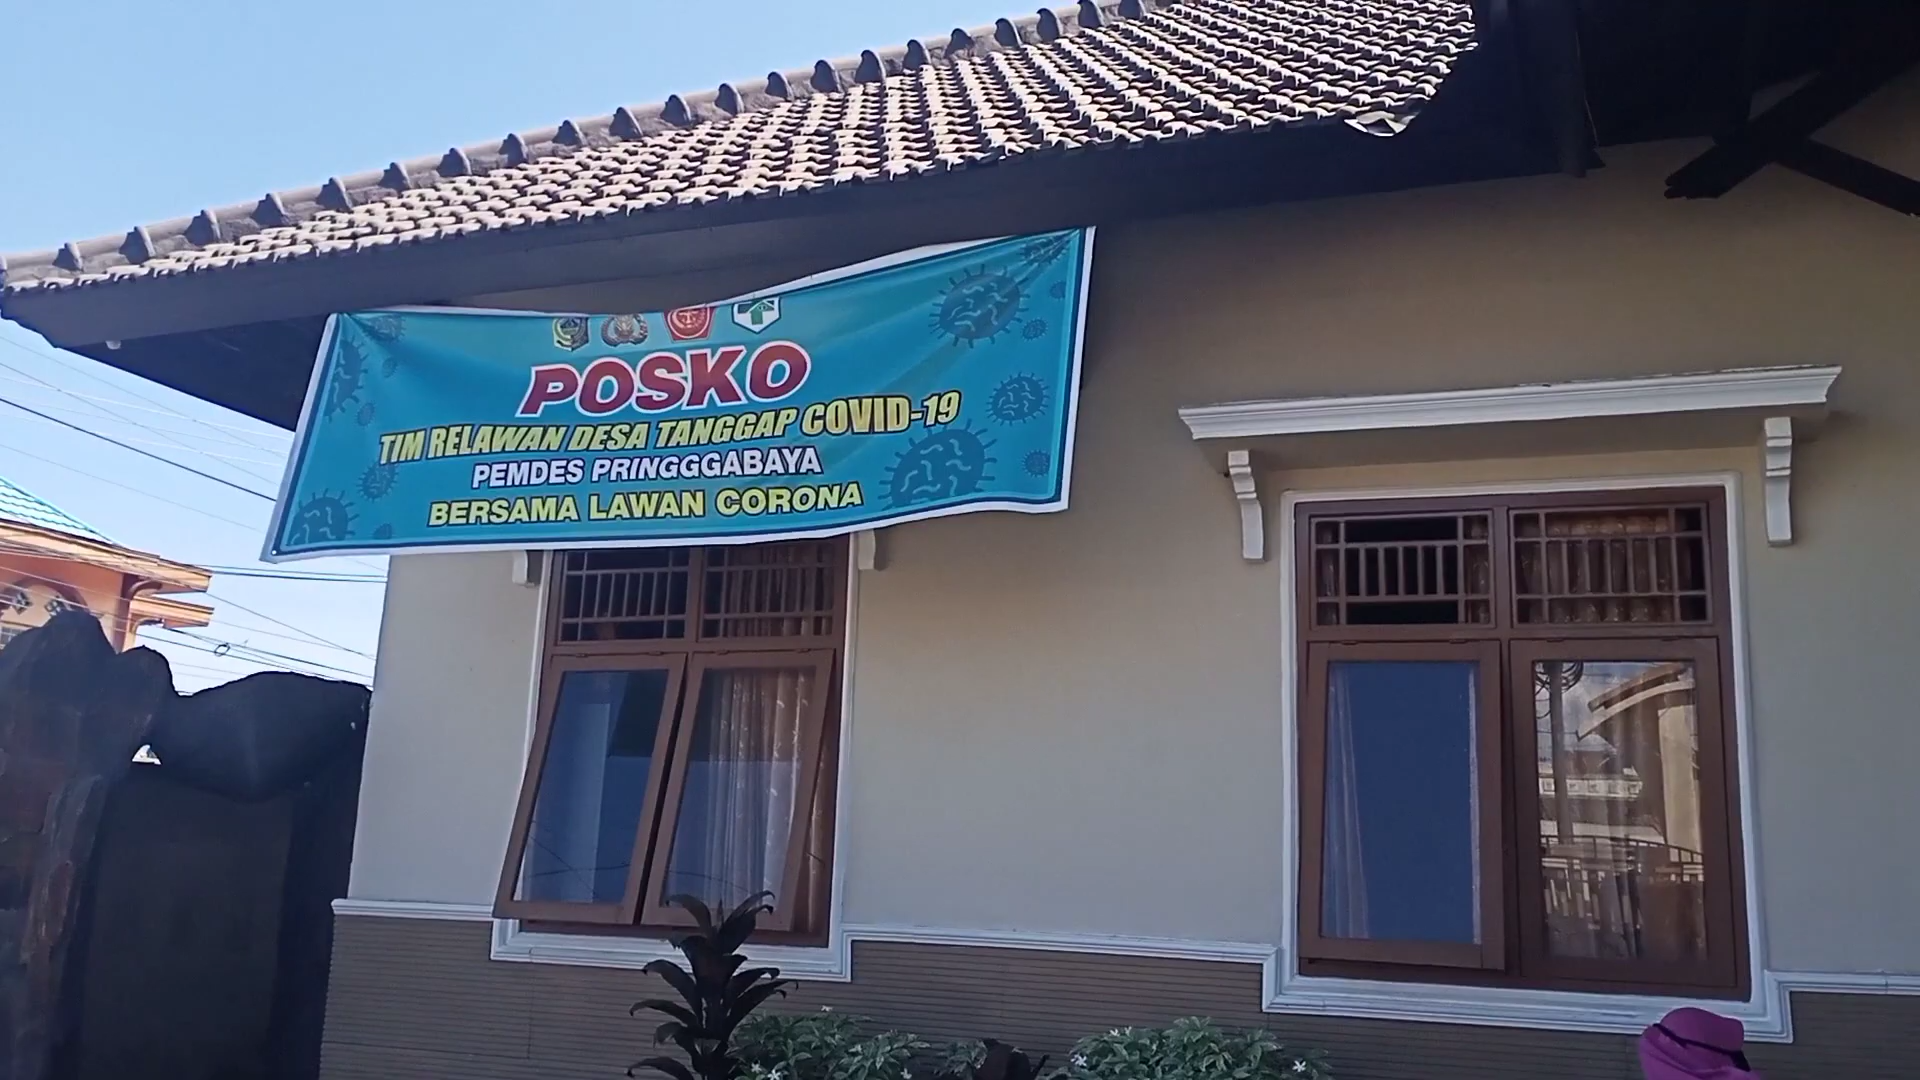 POSKO
TIM RELAWAN DESA TANGGAP COVID-19
PEMDES PRINGGGABAYA
BERSAMA LAWAN CORONA